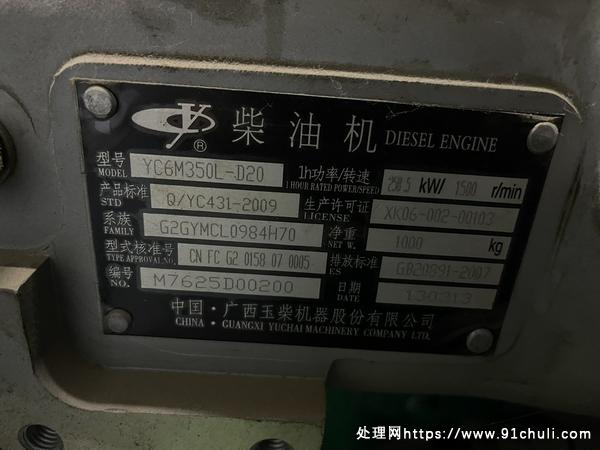 柴油机 DIESEL ENGINE
型号 MODEL YC6M350L-D20 1h功率/转速 1 HOUR RATED POWER/SPEED 258.5 kW/ 1500 r/min
产品标准 STD Q/YC431-2009 生产许可证 LICENSE XK06-002-00103
系族 FAMILY G2GYMCL0984H70 净重 NET W. 1000 kg
型式核准号 TYPE APPROVAL NO. CN FC G2 0158 07 0005 排放标准 ES GB20891-2007
编号 NO. M7625D00200 日期 DATE 130313
中国·广西玉柴机器股份有限公司
CHINA · GUANGXI YUCHAI MACHINERY COMPANY LTD.
处理网https://www.91chuli.com/